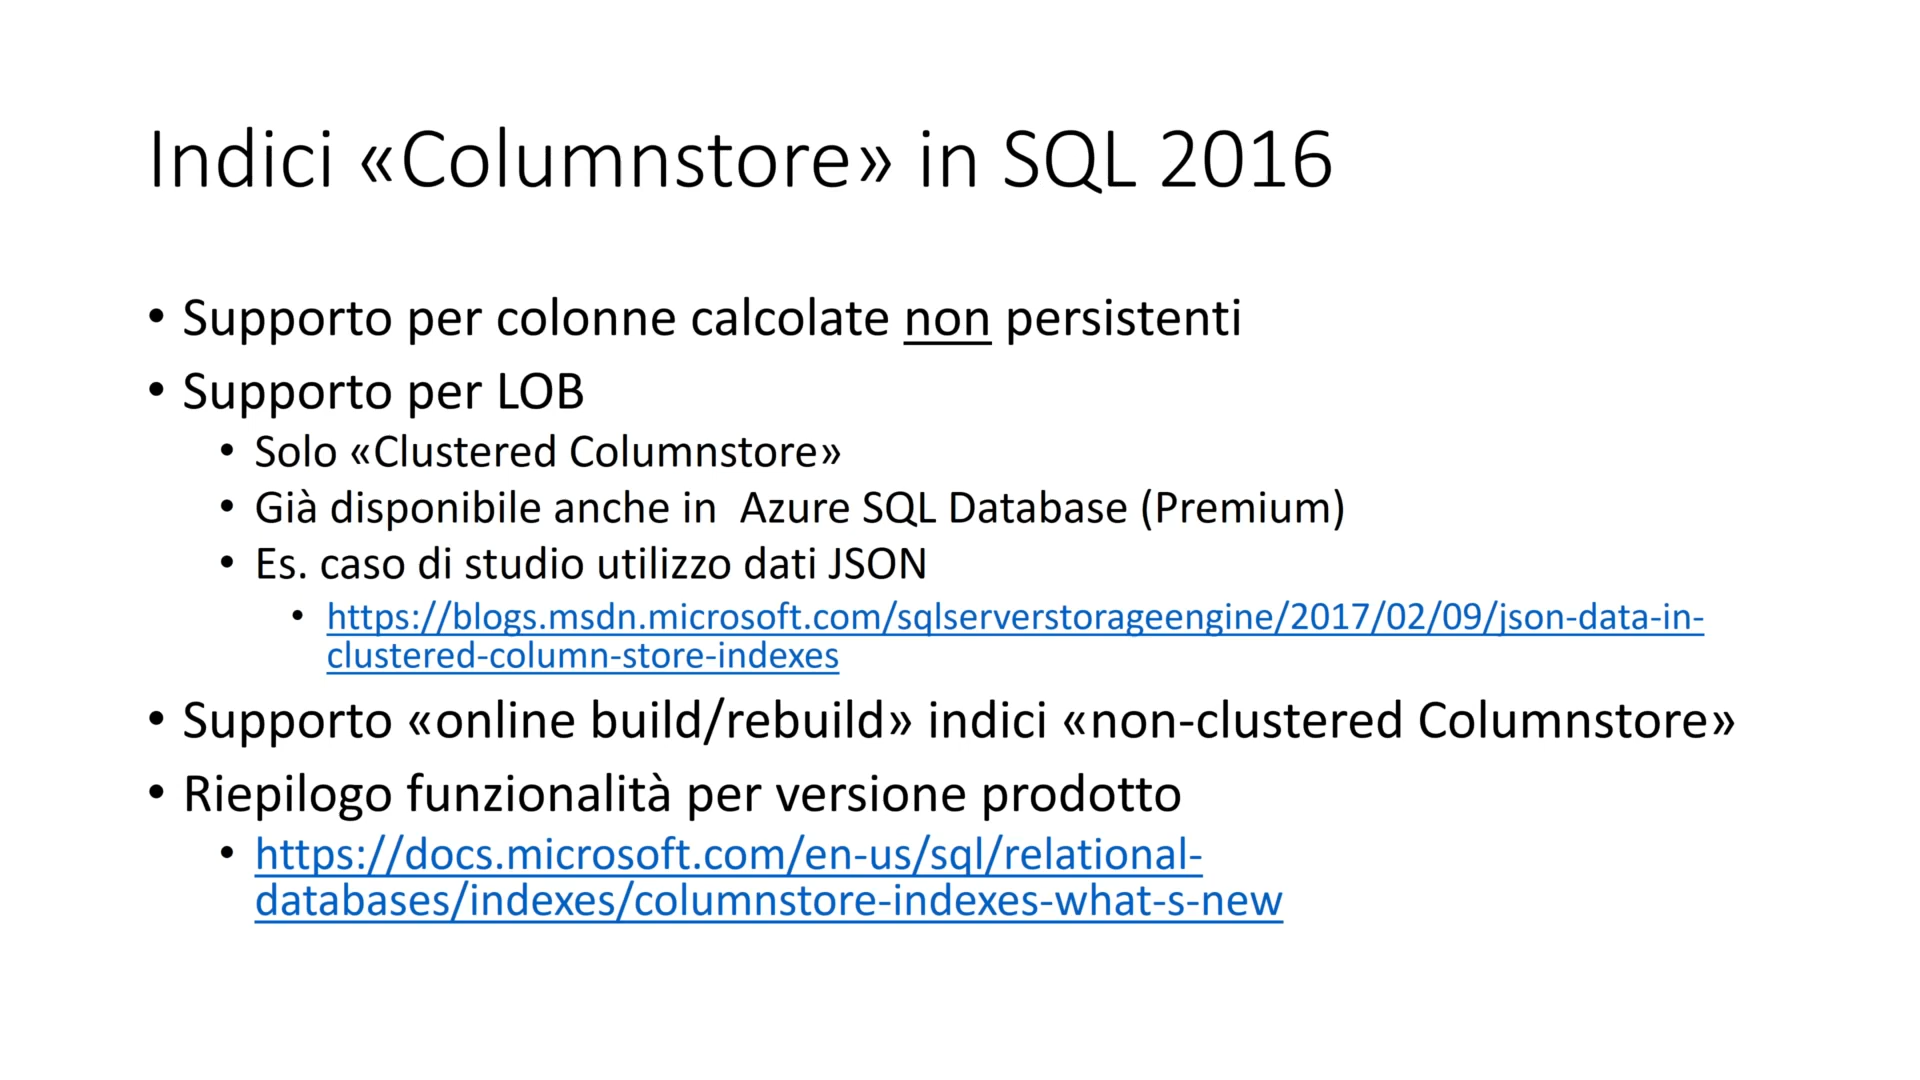 Indici «Columnstore» in SQL 2016
• Supporto per colonne calcolate non persistenti
• Supporto per LOB
• Solo «Clustered Columnstore»
• Già disponibile anche in  Azure SQL Database (Premium)
• Es. caso di studio utilizzo dati JSON
• https://blogs.msdn.microsoft.com/sqlserverstorageengine/2017/02/09/json-data-in-
clustered-column-store-indexes
• Supporto «online build/rebuild» indici «non-clustered Columnstore»
• Riepilogo funzionalità per versione prodotto
• https://docs.microsoft.com/en-us/sql/relational-
databases/indexes/columnstore-indexes-what-s-new